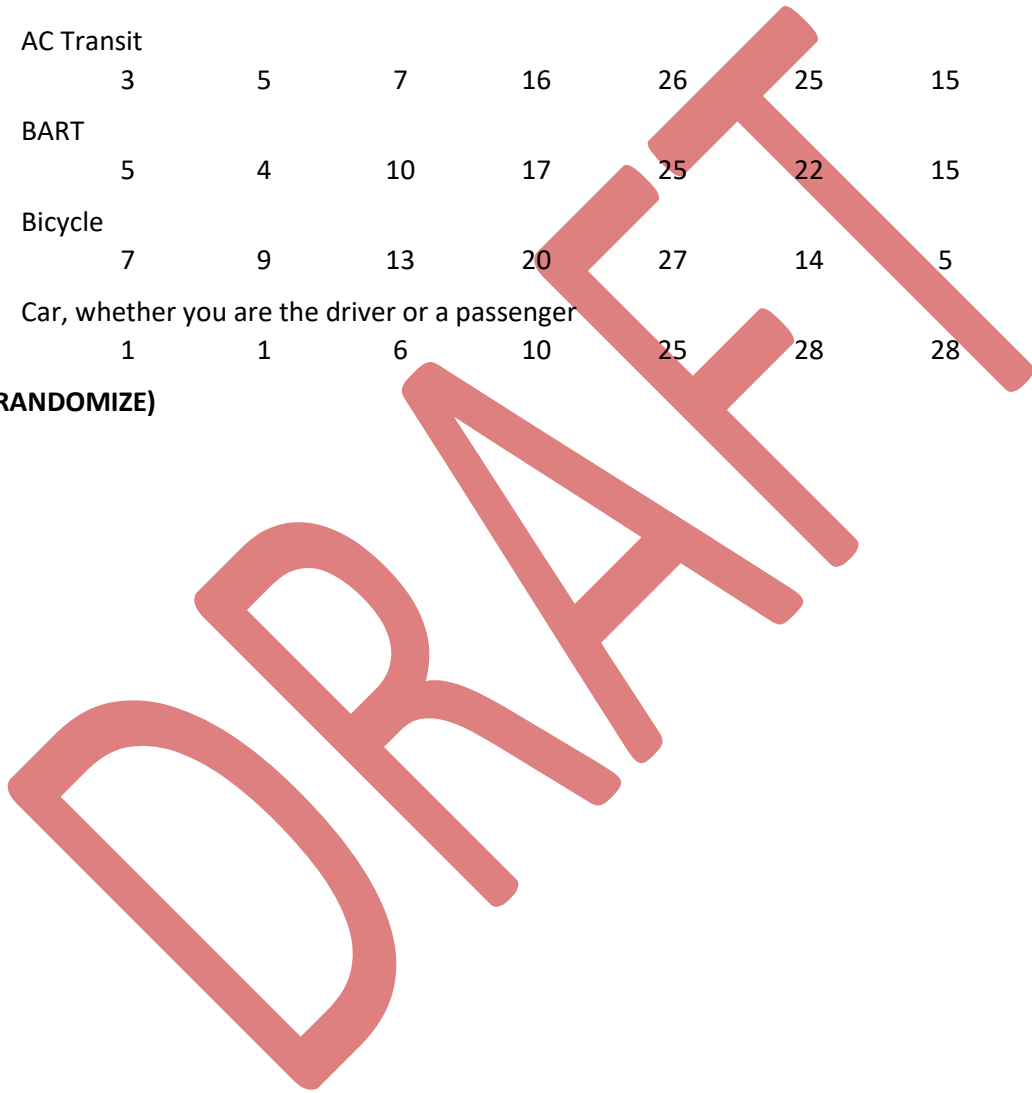 AC Transit
3 5 7 16 26 25 15
BART
5 4 10 17 25 22 15
Bicycle
7 9 13 20 27 14 5
Car, whether you are the driver or a passenger
1 1 6 10 25 28 28
RANDOMIZE)
DRAFT